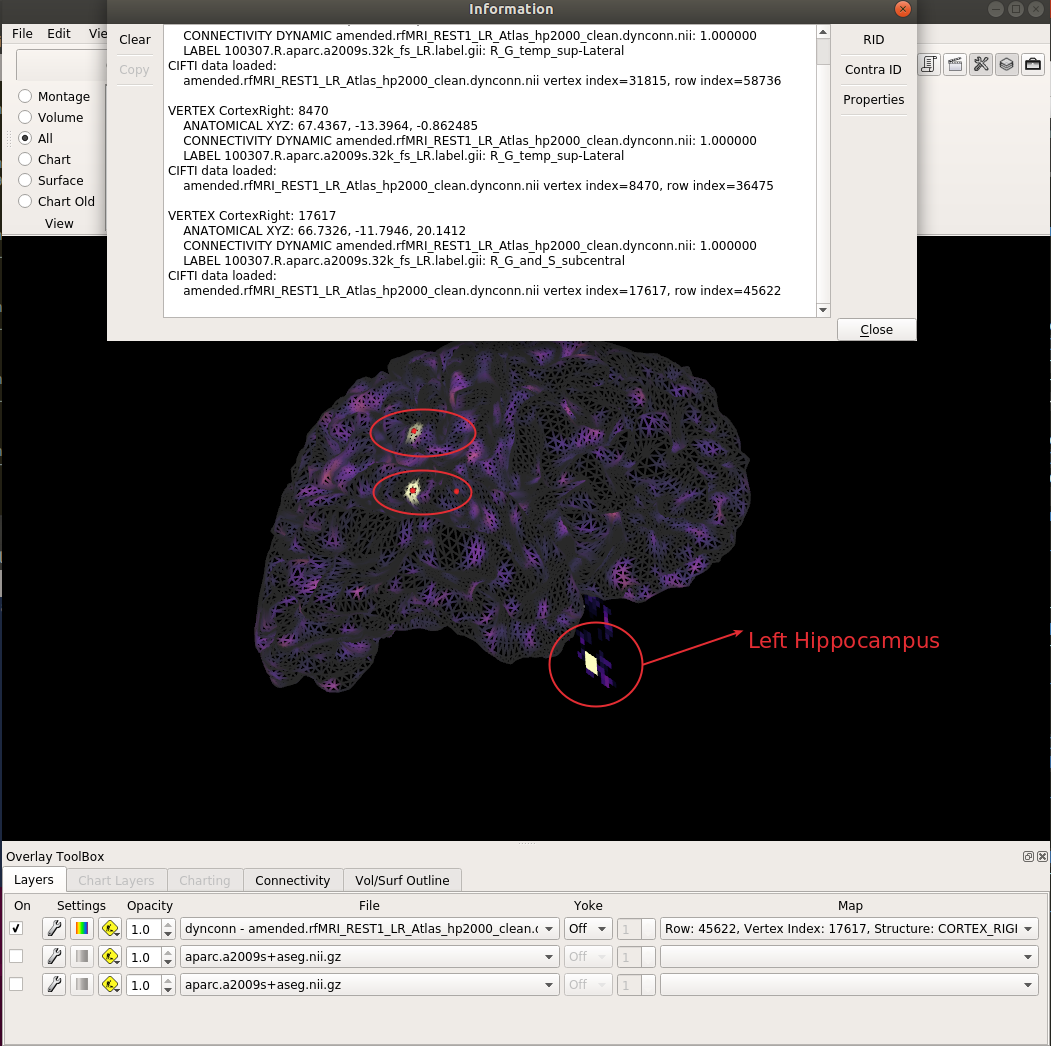 Information
File Edit
Clear
Copy
CONNECTIVITY DYNAMIC amended.rfMRI_REST1_LR_Atlas_hp2000_clean.dynconn.nii: 1.000000
LABEL 100307.R.aparc.a2009s.32k_fs_LR.label.gii: R_G_temp_sup-Lateral
CIFTI data loaded:
amended.rfMRI_REST1_LR_Atlas_hp2000_clean.dynconn.nii vertex index=31815, row index=58736
VERTEX CortexRight: 8470
ANATOMICAL XYZ: 67.4367, -13.3964, -0.862485
CONNECTIVITY DYNAMIC amended.rfMRI_REST1_LR_Atlas_hp2000_clean.dynconn.nii: 1.000000
LABEL 100307.R.aparc.a2009s.32k_fs_LR.label.gii: R_G_temp_sup-Lateral
CIFTI data loaded:
amended.rfMRI_REST1_LR_Atlas_hp2000_clean.dynconn.nii vertex index=8470, row index=36475
VERTEX CortexRight: 17617
ANATOMICAL XYZ: 66.7326, -11.7946, 20.1412
CONNECTIVITY DYNAMIC amended.rfMRI_REST1_LR_Atlas_hp2000_clean.dynconn.nii: 1.000000
LABEL 100307.R.aparc.a2009s.32k_fs_LR.label.gii: R_G_and_S_subcentral
CIFTI data loaded:
amended.rfMRI_REST1_LR_Atlas_hp2000_clean.dynconn.nii vertex index=17617, row index=45622
RID
Contra ID
Properties
Close
Montage
Volume
All
Chart
Surface
Chart Old
View
Left Hippocampus
Overlay ToolBox
Layers Chart Layers Charting Connectivity Vol/Surf Outline
On Settings Opacity File Yoke Map
1.0 dynconn - amended.rfMRI_REST1_LR_Atlas_hp2000_clean. Off 1 Row: 45622, Vertex Index: 17617, Structure: CORTEX_RIGI
1.0 aparc.a2009s+aseg.nii.gz Off 1
1.0 aparc.a2009s+aseg.nii.gz Off 1